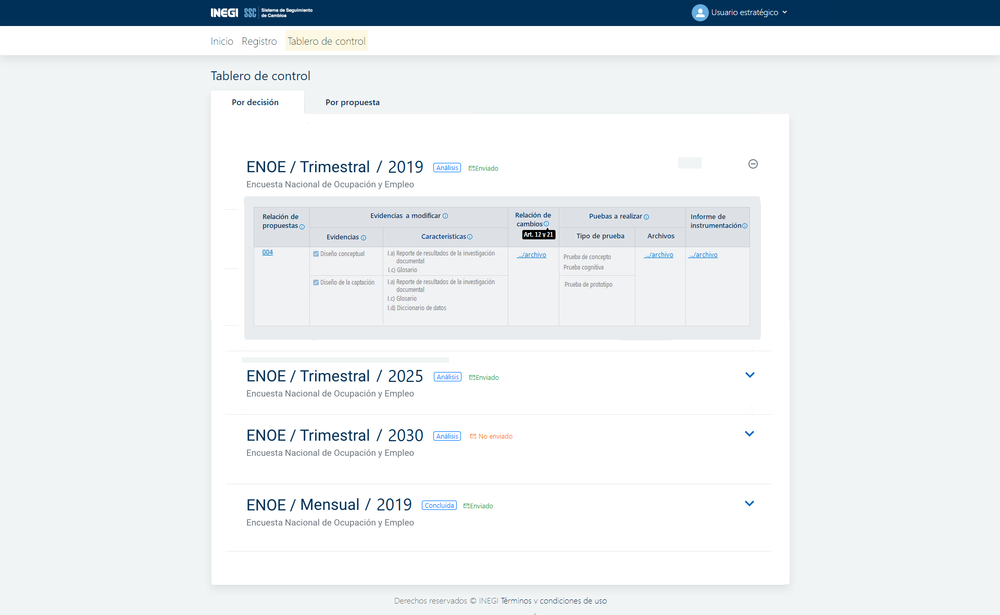 INEGI SSC Sistema de Seguimiento
de Cambios
Usuario estratégico
Inicio Registro Tablero de control
Tablero de control
Por decisión Por propuesta
ENOE / Trimestral / 2019 Análisis Enviado
Encuesta Nacional de Ocupación y Empleo
Relación de
propuestas
Evidencias a modificar
Evidencias
Características
Relación de
cambios
Art. 12 y 21
Puebas a realizar
Tipo de prueba
Archivos
Informe de
instrumentación
004
Diseño conceptual
I.a) Reporte de resultados de la investigación
documental
I.c) Glosario
../archivo
Prueba de concepto
Prueba cognitiva
../archivo
../archivo
Diseño de la captación
I.a) Reporte de resultados de la investigación
documental
I.c) Glosario
I.d) Diccionario de datos
Prueba de prototipo
ENOE / Trimestral / 2025 Análisis Enviado
Encuesta Nacional de Ocupación y Empleo
ENOE / Trimestral / 2030 Análisis No enviado
Encuesta Nacional de Ocupación y Empleo
ENOE / Mensual / 2019 Concluida Enviado
Encuesta Nacional de Ocupación y Empleo
Derechos reservados © INEGI Términos y condiciones de uso